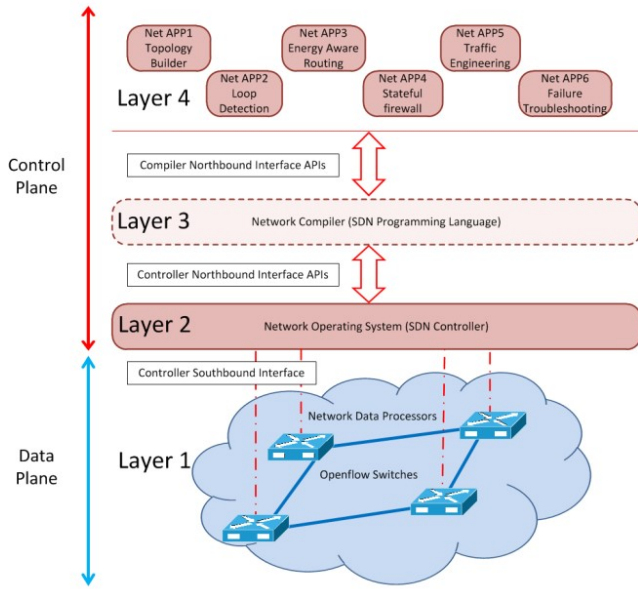 Net APP1
Topology
Builder
Net APP3
Energy Aware
Routing
Net APP5
Traffic
Engineering
Net APP2
Loop
Detection
Net APP4
Stateful
firewall
Net APP6
Failure
Troubleshooting
Layer 4
Control
Plane
Compiler Northbound Interface APIs
Layer 3
Network Compiler (SDN Programming Language)
Controller Northbound Interface APIs
Layer 2
Network Operating System (SDN Controller)
Controller Southbound Interface
Network Data Processors
Data
Plane
Layer 1
Openflow Switches